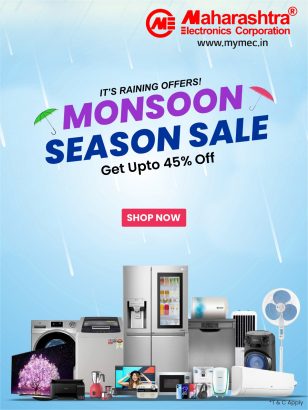 Maharashtra®
Electronics Corporation
www.mymec.in
IT'S RAINING OFFERS!
MONSOON
SEASON SALE
Get Upto 45% Off
SHOP NOW
*T & C Apply